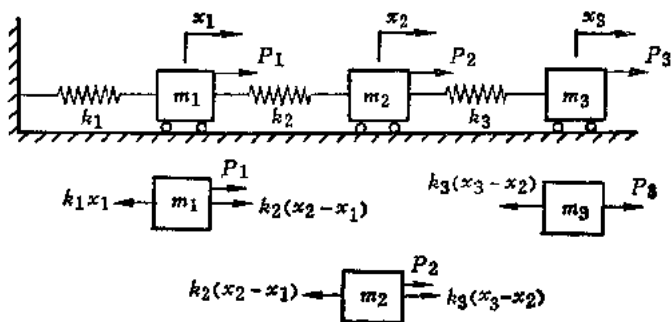 x₁ x₂ x₃
P₁ P₂ P₃
m₁ m₂ m₃
k₁ k₂ k₃
P₁
k₁x₁ m₁ k₂(x₂−x₁)
k₃(x₃−x₂) m₃ P₃
P₂
k₂(x₂−x₁) m₂ k₃(x₃−x₂)